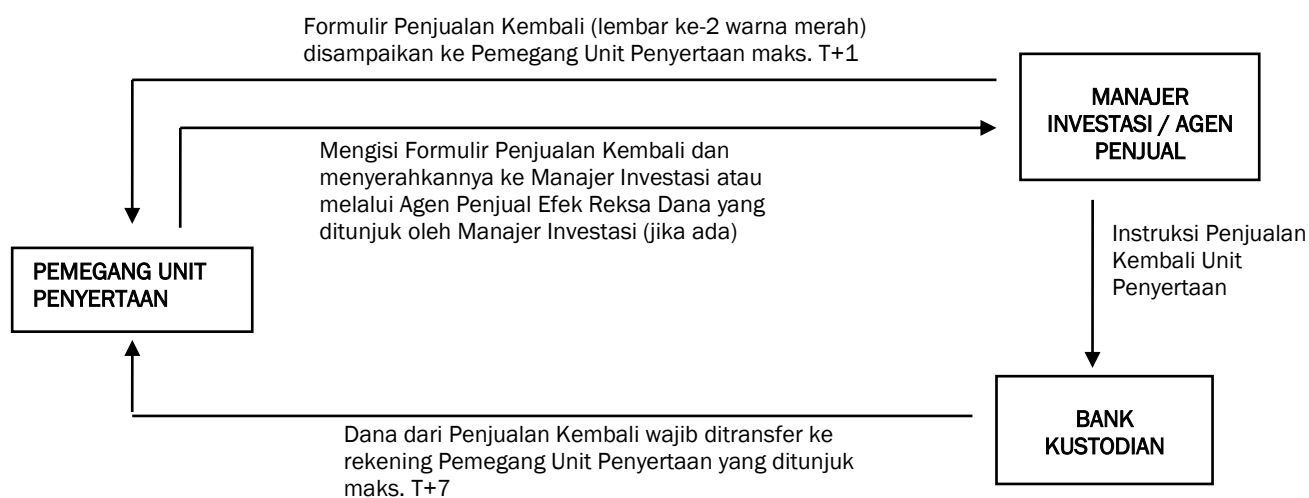 Formulir Penjualan Kembali (lembar ke-2 warna merah)
disampaikan ke Pemegang Unit Penyertaan maks. T+1
MANAJER
INVESTASI / AGEN
PENJUAL
Mengisi Formulir Penjualan Kembali dan
menyerahkannya ke Manajer Investasi atau
melalui Agen Penjual Efek Reksa Dana yang
ditunjuk oleh Manajer Investasi (jika ada)
Instruksi Penjualan
Kembali Unit
Penyertaan
PEMEGANG UNIT
PENYERTAAN
BANK
KUSTODIAN
Dana dari Penjualan Kembali wajib ditransfer ke
rekening Pemegang Unit Penyertaan yang ditunjuk
maks. T+7